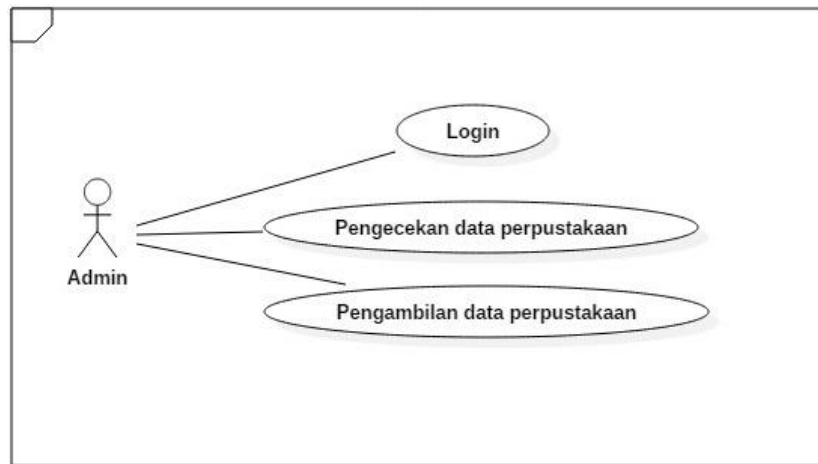 Login
Pengecekan data perpustakaan
Admin
Pengambilan data perpustakaan